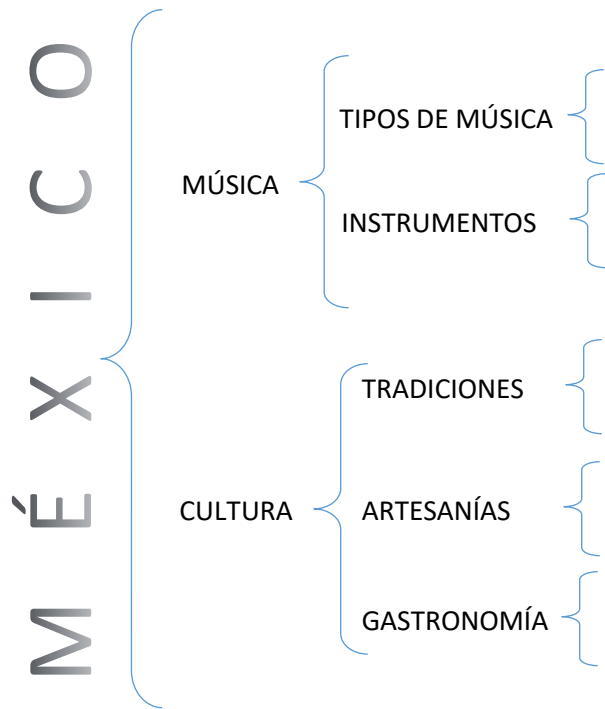 MÉXICO
MÚSICA
TIPOS DE MÚSICA
INSTRUMENTOS
CULTURA
TRADICIONES
ARTESANÍAS
GASTRONOMÍA